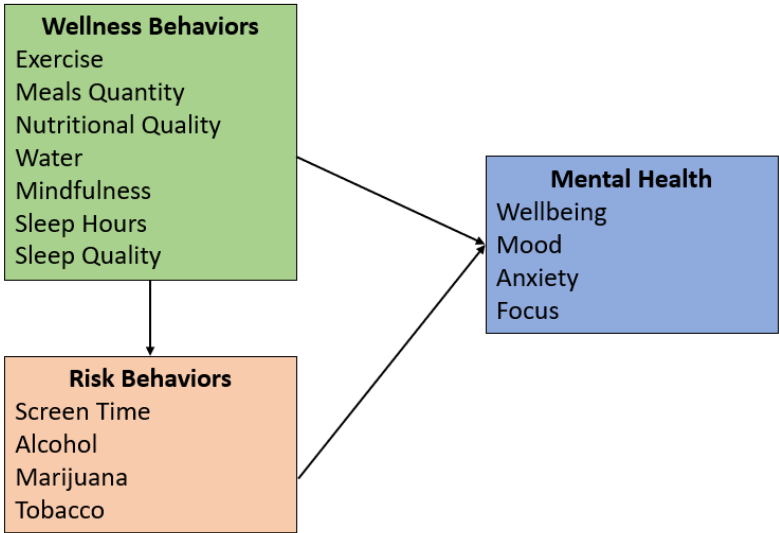 Wellness Behaviors
Exercise
Meals Quantity
Nutritional Quality
Water
Mindfulness
Sleep Hours
Sleep Quality
Mental Health
Wellbeing
Mood
Anxiety
Focus
Risk Behaviors
Screen Time
Alcohol
Marijuana
Tobacco